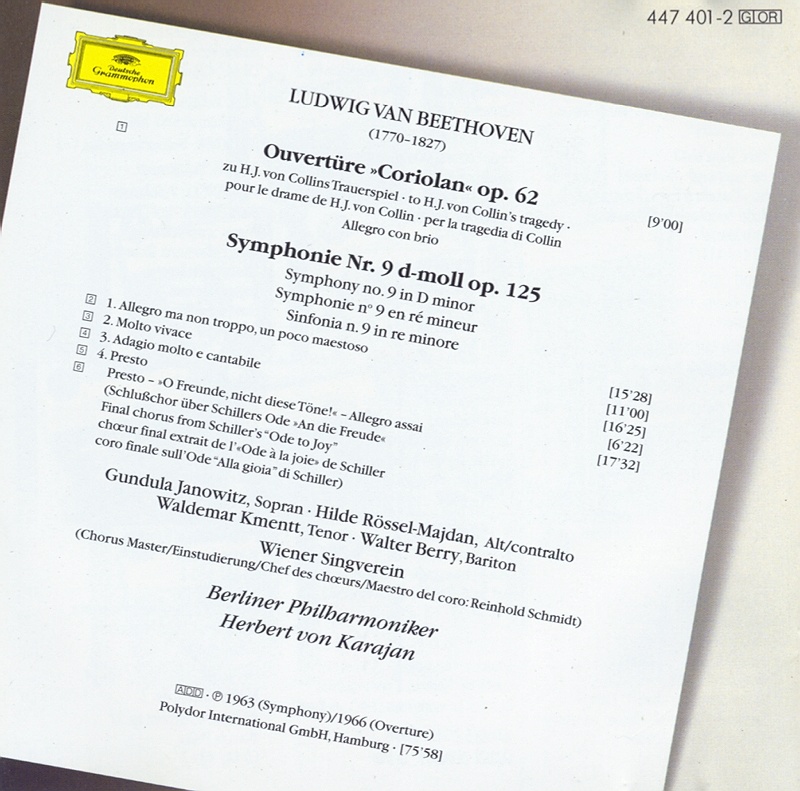 447 401-2 GOR
Deutsche
Grammophon
LUDWIG VAN BEETHOVEN
(1770–1827)
1
Ouvertüre »Coriolan« op. 62
zu H.J. von Collins Trauerspiel · to H.J. von Collin's tragedy ·
pour le drame de H.J. von Collin · per la tragedia di Collin
[9'00]
Allegro con brio
Symphonie Nr. 9 d-moll op. 125
Symphony no. 9 in D minor
Symphonie n° 9 en ré mineur
Sinfonia n. 9 in re minore
2 1. Allegro ma non troppo, un poco maestoso [15'28]
3 2. Molto vivace [11'00]
4 3. Adagio molto e cantabile [16'25]
5 4. Presto [6'22]
6 Presto – »O Freunde, nicht diese Töne!« – Allegro assai [17'32]
(Schlußchor über Schillers Ode »An die Freude«
Final chorus from Schiller's "Ode to Joy"
chœur final extrait de l'«Ode à la joie» de Schiller
coro finale sull'Ode "Alla gioia" di Schiller)
Gundula Janowitz, Sopran · Hilde Rössel-Majdan, Alt/contralto
Waldemar Kmentt, Tenor · Walter Berry, Bariton
Wiener Singverein
(Chorus Master/Einstudierung/Chef des chœurs/Maestro del coro: Reinhold Schmidt)
Berliner Philharmoniker
Herbert von Karajan
ADD · ℗ 1963 (Symphony)/1966 (Overture)
Polydor International GmbH, Hamburg · [75'58]